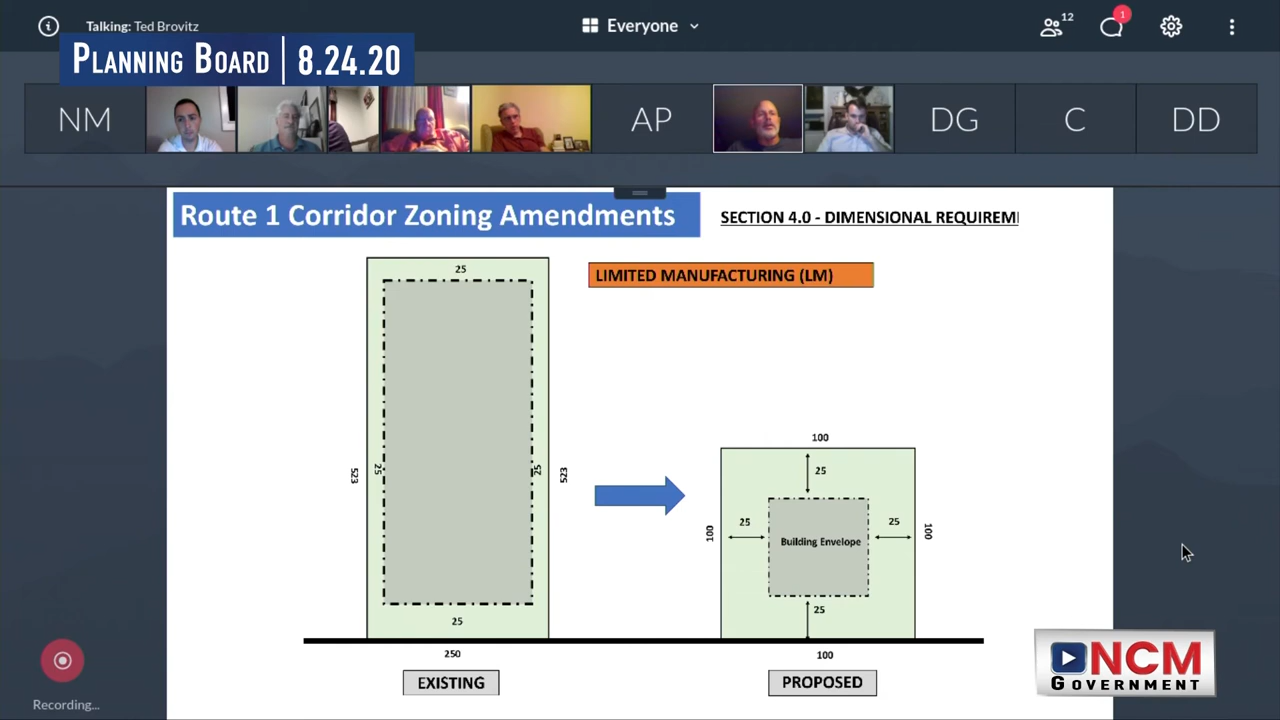 Talking: Ted Brovitz
Everyone
12
1
PLANNING BOARD | 8.24.20
NM
AP
DG
C
DD
Route 1 Corridor Zoning Amendments
SECTION 4.0 - DIMENSIONAL REQUIREM
LIMITED MANUFACTURING (LM)
25
523
25
25
523
25
250
EXISTING
100
25
100
25
25
100
Building Envelope
25
100
PROPOSED
Recording...
NCM
GOVERNMENT